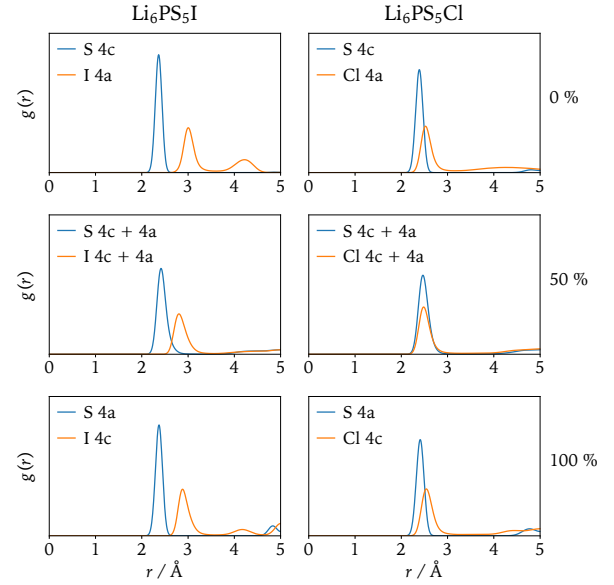 Li₆PS₅I Li₆PS₅Cl
S 4c
I 4a
g(r)
0 1 2 3 4 5
S 4c
Cl 4a
0 1 2 3 4 5
0 %
S 4c + 4a
I 4c + 4a
g(r)
0 1 2 3 4 5
S 4c + 4a
Cl 4c + 4a
0 1 2 3 4 5
50 %
S 4a
I 4c
g(r)
0 1 2 3 4 5
r / Å
S 4a
Cl 4c
0 1 2 3 4 5
r / Å
100 %